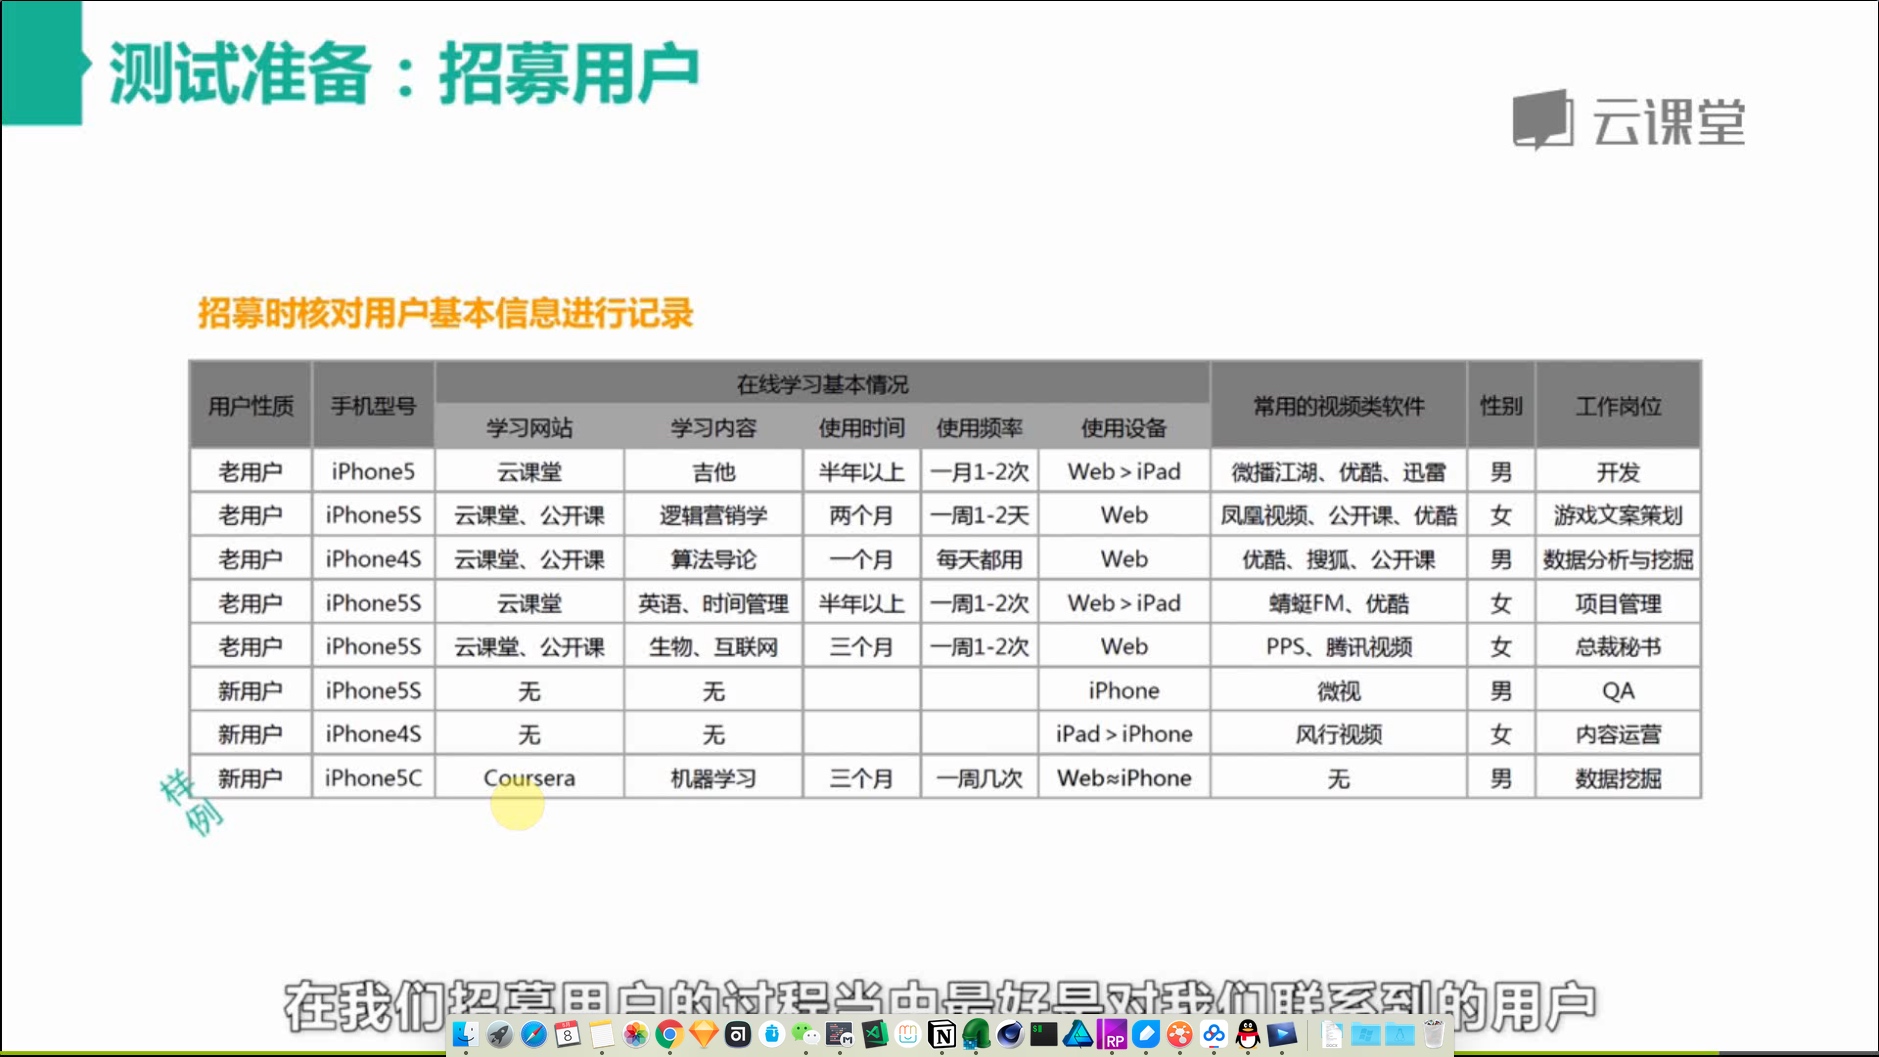 测试准备：招募用户
云课堂
招募时核对用户基本信息进行记录
用户性质 手机型号 在线学习基本情况 常用的视频类软件 性别 工作岗位
学习网站 学习内容 使用时间 使用频率 使用设备
老用户 iPhone5 云课堂 吉他 半年以上 一月1-2次 Web>iPad 微播江湖、优酷、迅雷 男 开发
老用户 iPhone5S 云课堂、公开课 逻辑营销学 两个月 一周1-2天 Web 凤凰视频、公开课、优酷 女 游戏文案策划
老用户 iPhone4S 云课堂、公开课 算法导论 一个月 每天都用 Web 优酷、搜狐、公开课 男 数据分析与挖掘
老用户 iPhone5S 云课堂 英语、时间管理 半年以上 一周1-2次 Web>iPad 蜻蜓FM、优酷 女 项目管理
老用户 iPhone5S 云课堂、公开课 生物、互联网 三个月 一周1-2次 Web PPS、腾讯视频 女 总裁秘书
新用户 iPhone5S 无 无 iPhone 微视 男 QA
新用户 iPhone4S 无 无 iPad>iPhone 风行视频 女 内容运营
新用户 iPhone5C Coursera 机器学习 三个月 一周几次 Web≈iPhone 无 男 数据挖掘
样例
在我们招募用户的过程当中最好是对我们联系到的用户
8
RP